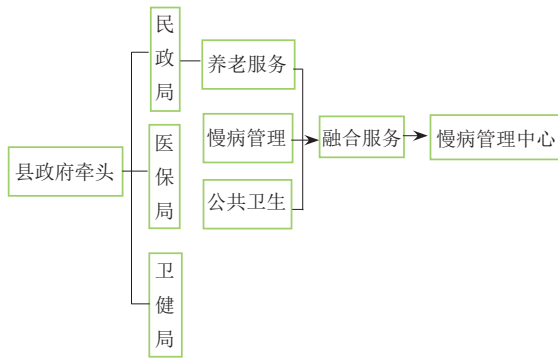 县政府牵头
民政局
医保局
卫健局
养老服务
慢病管理
公共卫生
融合服务
慢病管理中心